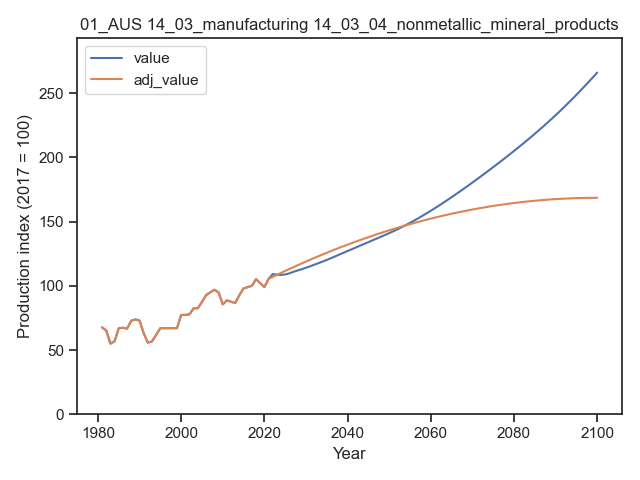 01_AUS 14_03_manufacturing 14_03_04_nonmetallic_mineral_products
value
adj_value
Production index (2017 = 100)
250
200
150
100
50
0
1980 2000 2020 2040 2060 2080 2100
Year